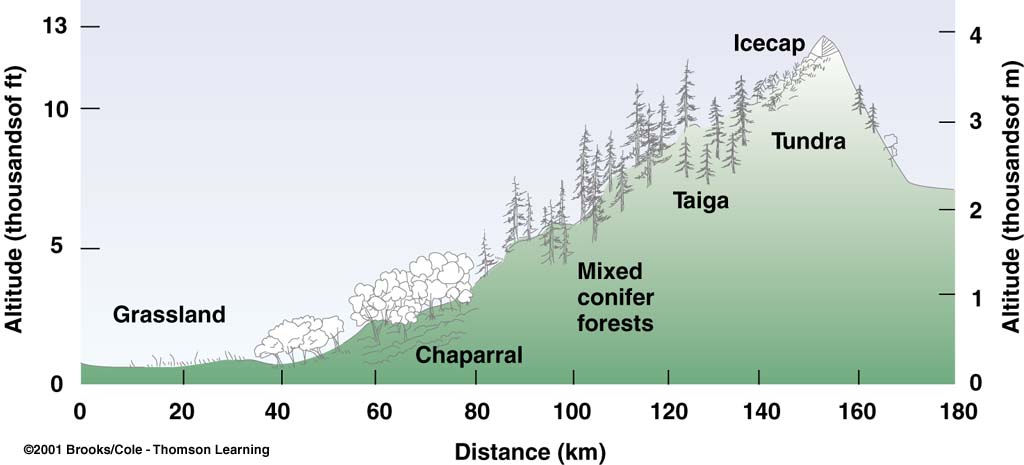 13
10
5
0
Altitude (thousandsof ft)
4
3
2
1
0
Altitude (thousandsof m)
Icecap
Tundra
Taiga
Mixed
conifer
forests
Grassland
Chaparral
0 20 40 60 80 100 120 140 160 180
Distance (km)
©2001 Brooks/Cole - Thomson Learning